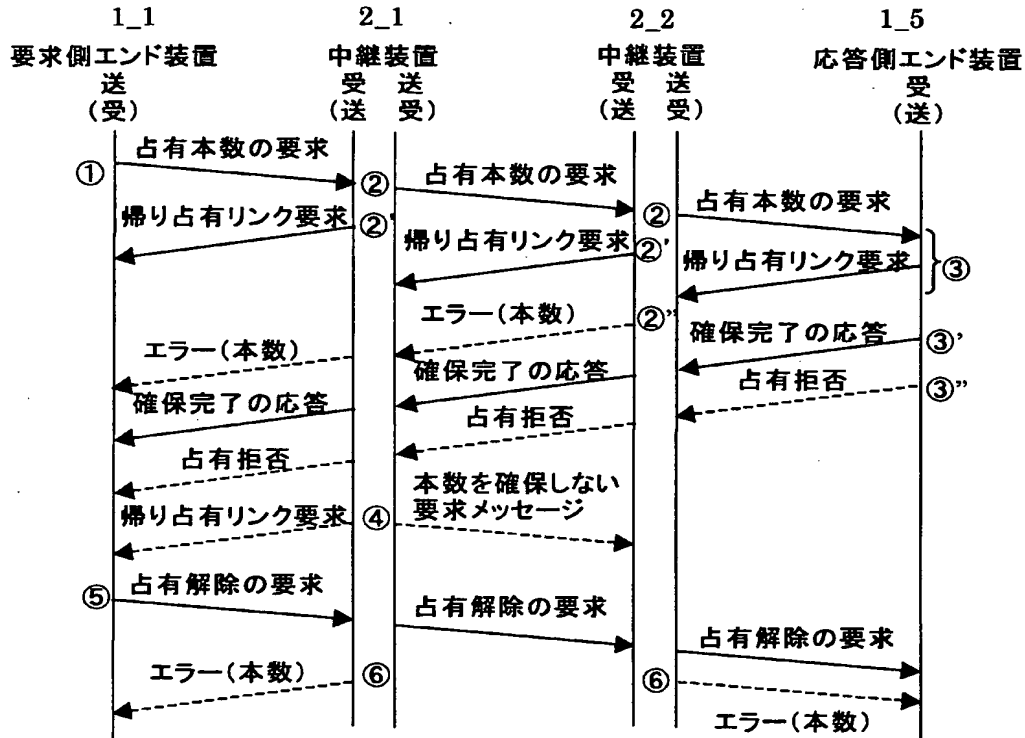 1_1
2_1
2_2
1_5
要求側エンド装置
中継装置
中継装置
応答側エンド装置
送
受 送
受 送
受
(受)
(送 受)
(送 受)
(送)
占有本数の要求
①
②
占有本数の要求
②
占有本数の要求
帰り占有リンク要求
②'
帰り占有リンク要求
②'
帰り占有リンク要求
③
エラー(本数)
②”
確保完了の応答
③’
エラー(本数)
確保完了の応答
占有拒否
③”
確保完了の応答
占有拒否
占有拒否
本数を確保しない
要求メッセージ
帰り占有リンク要求
④
占有解除の要求
⑤
占有解除の要求
占有解除の要求
エラー(本数)
⑥
⑥
エラー(本数)